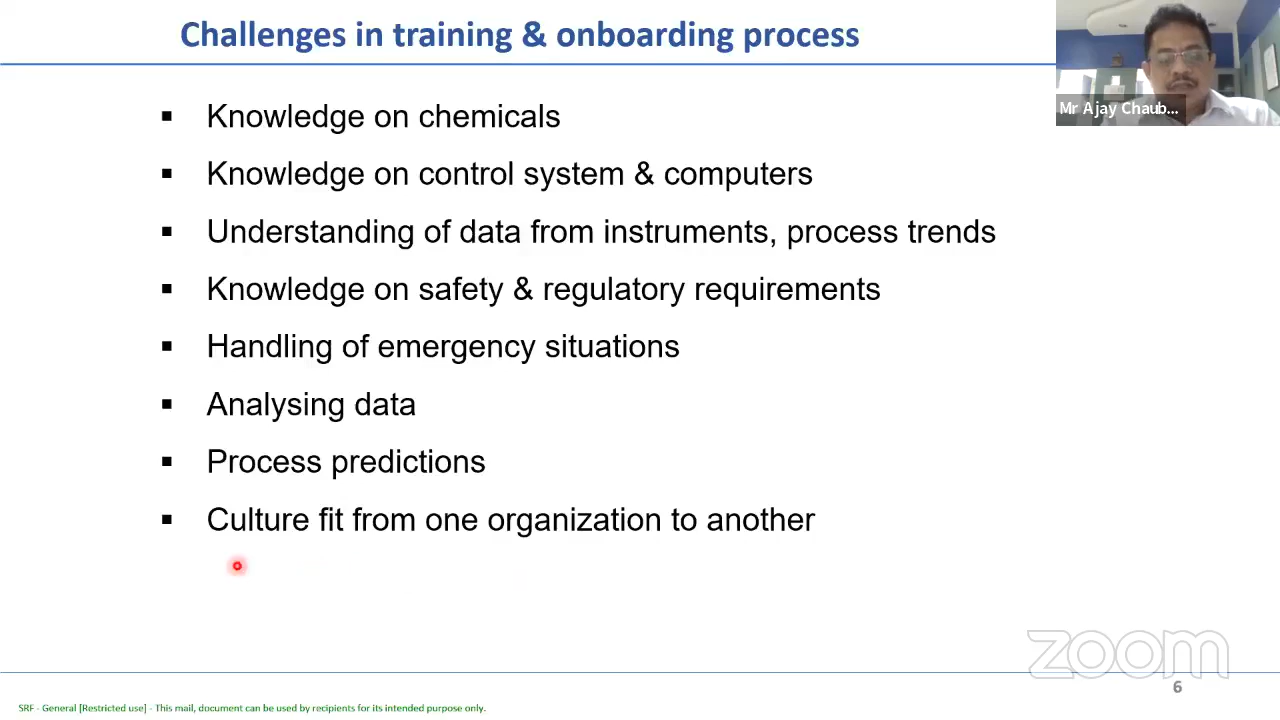 Challenges in training & onboarding process
Mr Ajay Chaub...
▪ Knowledge on chemicals
▪ Knowledge on control system & computers
▪ Understanding of data from instruments, process trends
▪ Knowledge on safety & regulatory requirements
▪ Handling of emergency situations
▪ Analysing data
▪ Process predictions
▪ Culture fit from one organization to another
zoom
6
SRF - General [Restricted use] - This mail, document can be used by recipients for its intended purpose only.